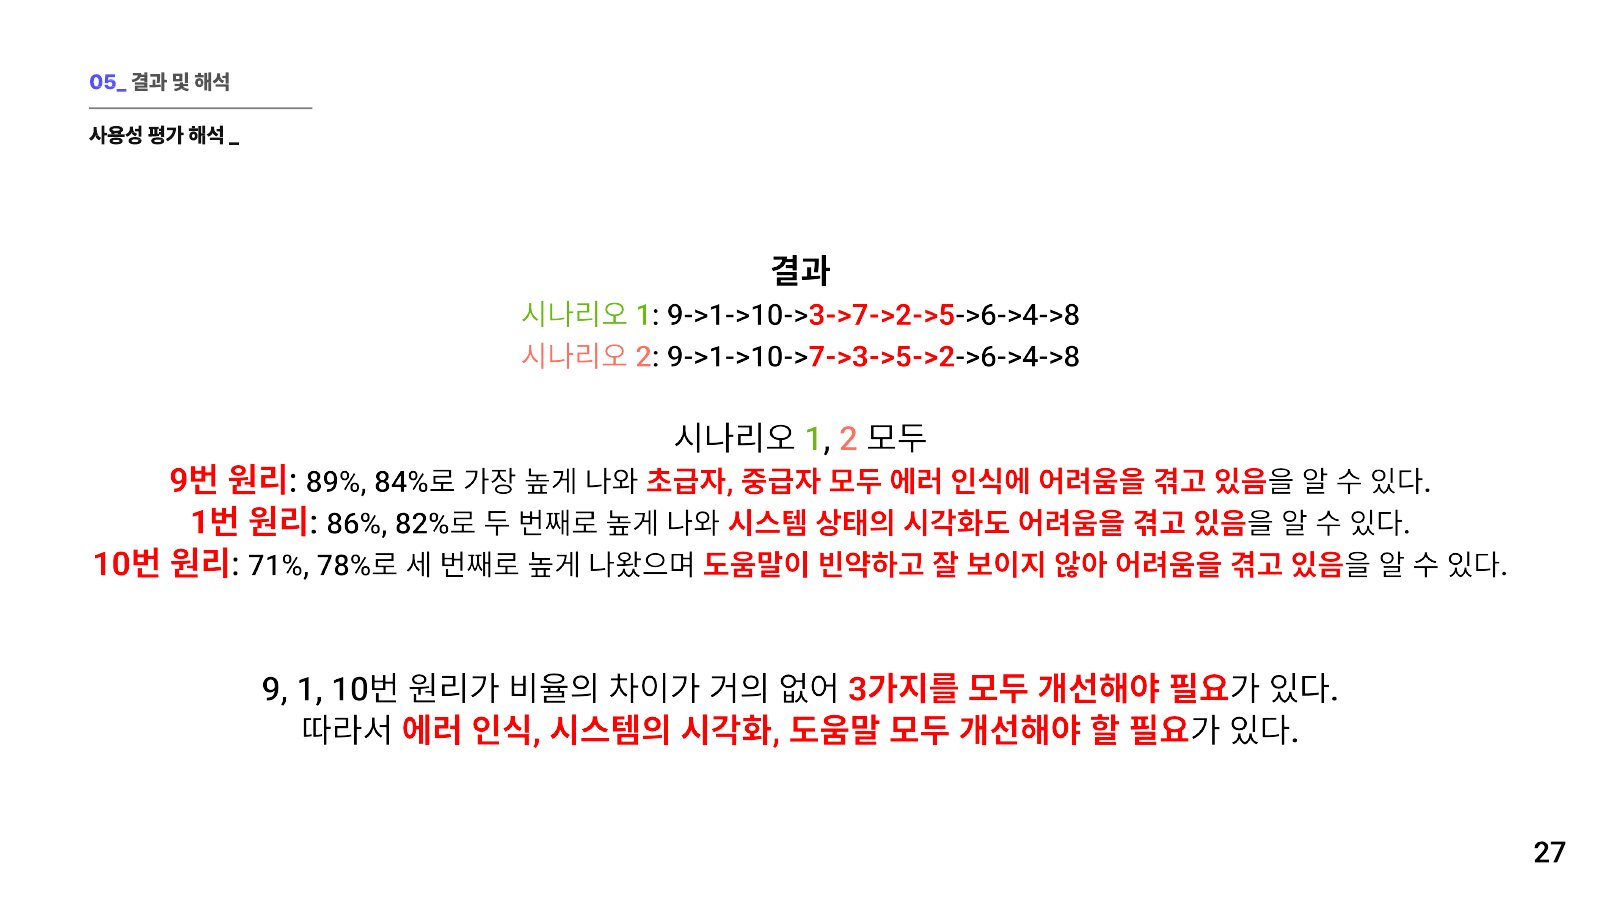 05_ 결과 및 해석
사용성 평가 해석_
결과
시나리오 1: 9->1->10->3->7->2->5->6->4->8
시나리오 2: 9->1->10->7->3->5->2->6->4->8
시나리오 1, 2 모두
9번 원리: 89%, 84%로 가장 높게 나와 초급자, 중급자 모두 에러 인식에 어려움을 겪고 있음을 알 수 있다.
1번 원리: 86%, 82%로 두 번째로 높게 나와 시스템 상태의 시각화도 어려움을 겪고 있음을 알 수 있다.
10번 원리: 71%, 78%로 세 번째로 높게 나왔으며 도움말이 빈약하고 잘 보이지 않아 어려움을 겪고 있음을 알 수 있다.
9, 1, 10번 원리가 비율의 차이가 거의 없어 3가지를 모두 개선해야 필요가 있다.
따라서 에러 인식, 시스템의 시각화, 도움말 모두 개선해야 할 필요가 있다.
27